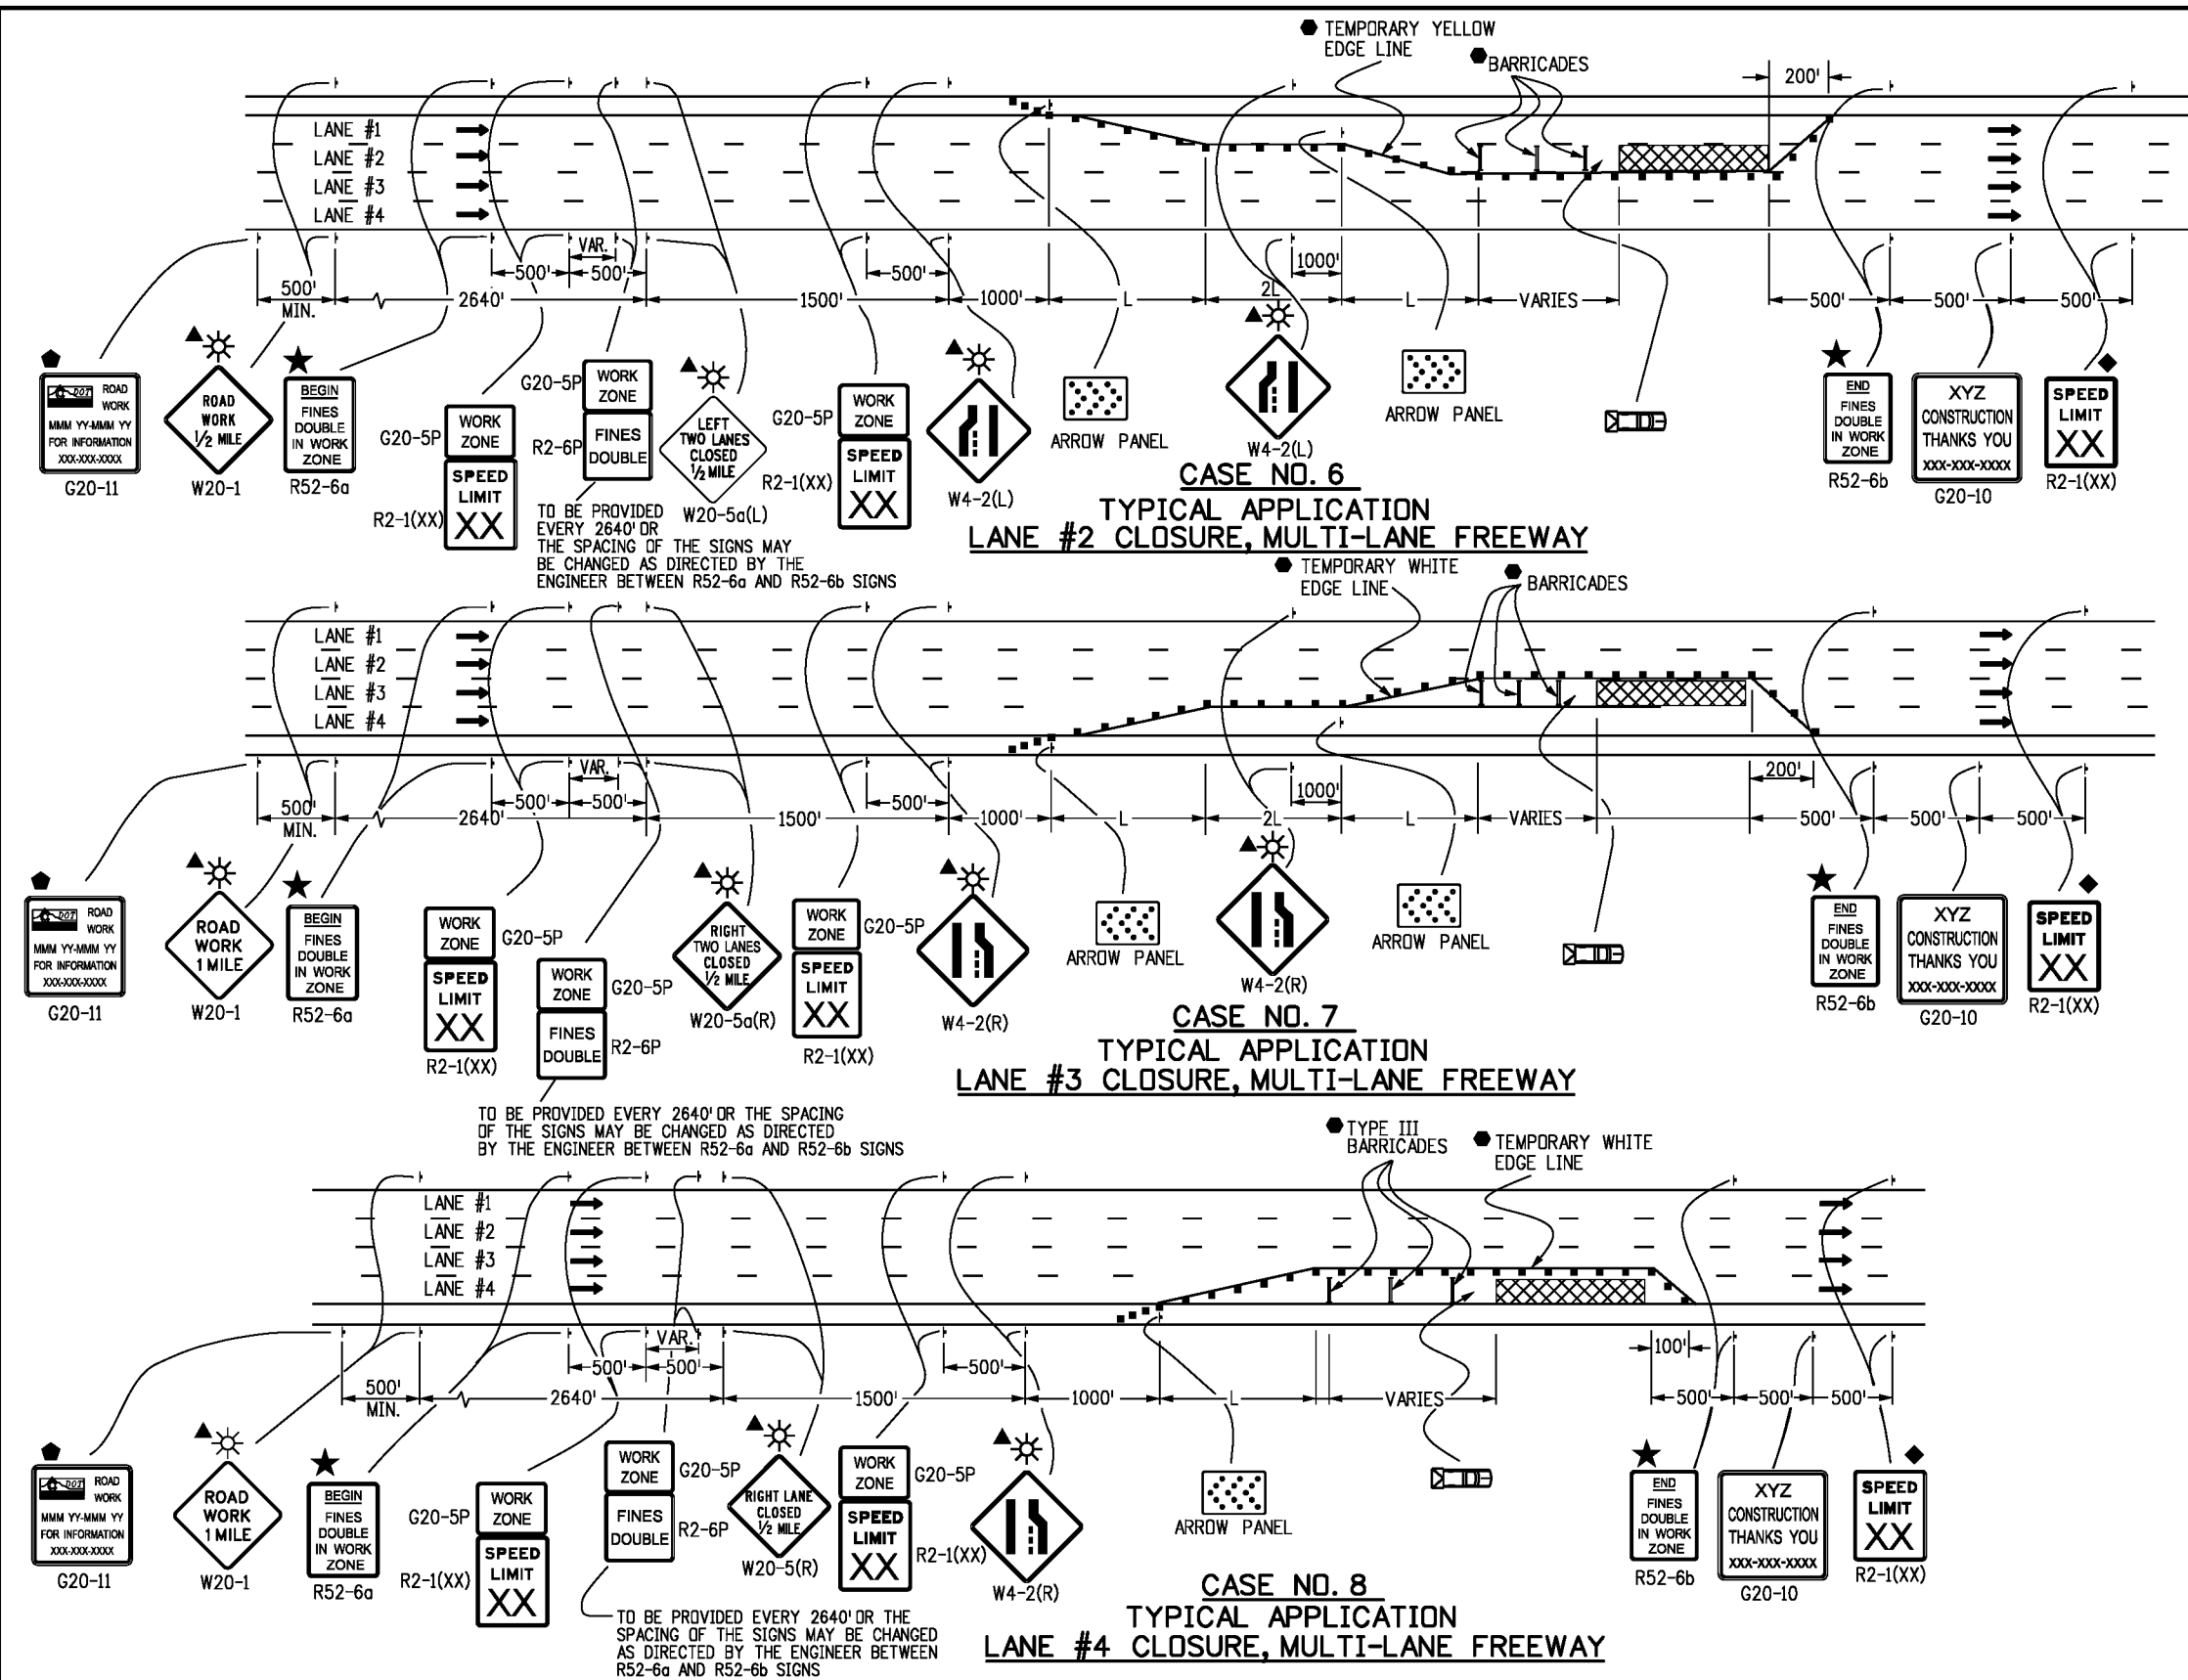 TEMPORARY YELLOW
EDGE LINE
BARRICADES
200'
LANE #1
LANE #2
LANE #3
LANE #4
VAR.
500'
500'
500'
1000'
500'
MIN.
2640'
1500'
1000'
L
2L
L
VARIES
500'
500'
500'
DOT
ROAD
WORK
MMM YY-MMM YY
FOR INFORMATION
XXX-XXX-XXXX
G20-11
ROAD
WORK
1/2 MILE
W20-1
BEGIN
FINES
DOUBLE
IN WORK
ZONE
R52-6a
G20-5P
WORK
ZONE
SPEED
LIMIT
XX
R2-1(XX)
G20-5P
WORK
ZONE
R2-6P
FINES
DOUBLE
TO BE PROVIDED
EVERY 2640' OR
THE SPACING OF THE SIGNS MAY
BE CHANGED AS DIRECTED BY THE
ENGINEER BETWEEN R52-6a AND R52-6b SIGNS
LEFT
TWO LANES
CLOSED
1/2 MILE
W20-5a(L)
G20-5P
WORK
ZONE
SPEED
LIMIT
XX
R2-1(XX)
W4-2(L)
ARROW PANEL
W4-2(L)
ARROW PANEL
END
FINES
DOUBLE
IN WORK
ZONE
R52-6b
XYZ
CONSTRUCTION
THANKS YOU
XXX-XXX-XXXX
G20-10
SPEED
LIMIT
XX
R2-1(XX)
CASE NO. 6
TYPICAL APPLICATION
LANE #2 CLOSURE, MULTI-LANE FREEWAY
TEMPORARY WHITE
EDGE LINE
BARRICADES
LANE #1
LANE #2
LANE #3
LANE #4
VAR.
500'
500'
500'
1000'
200'
500'
MIN.
2640'
1500'
1000'
L
2L
L
VARIES
500'
500'
500'
DOT
ROAD
WORK
MMM YY-MMM YY
FOR INFORMATION
XXX-XXX-XXXX
G20-11
ROAD
WORK
1 MILE
W20-1
BEGIN
FINES
DOUBLE
IN WORK
ZONE
R52-6a
WORK
ZONE
G20-5P
SPEED
LIMIT
XX
R2-1(XX)
WORK
ZONE
G20-5P
FINES
DOUBLE
R2-6P
TO BE PROVIDED EVERY 2640' OR THE SPACING
OF THE SIGNS MAY BE CHANGED AS DIRECTED
BY THE ENGINEER BETWEEN R52-6a AND R52-6b SIGNS
RIGHT
TWO LANES
CLOSED
1/2 MILE
W20-5a(R)
WORK
ZONE
G20-5P
SPEED
LIMIT
XX
R2-1(XX)
W4-2(R)
ARROW PANEL
W4-2(R)
ARROW PANEL
END
FINES
DOUBLE
IN WORK
ZONE
R52-6b
XYZ
CONSTRUCTION
THANKS YOU
XXX-XXX-XXXX
G20-10
SPEED
LIMIT
XX
R2-1(XX)
CASE NO. 7
TYPICAL APPLICATION
LANE #3 CLOSURE, MULTI-LANE FREEWAY
TYPE III
BARRICADES
TEMPORARY WHITE
EDGE LINE
LANE #1
LANE #2
LANE #3
LANE #4
VAR.
500'
500'
500'
100'
500'
MIN.
2640'
1500'
1000'
L
VARIES
500'
500'
500'
DOT
ROAD
WORK
MMM YY-MMM YY
FOR INFORMATION
XXX-XXX-XXXX
G20-11
ROAD
WORK
1 MILE
W20-1
BEGIN
FINES
DOUBLE
IN WORK
ZONE
R52-6a
G20-5P
WORK
ZONE
SPEED
LIMIT
XX
R2-1(XX)
WORK
ZONE
G20-5P
FINES
DOUBLE
R2-6P
TO BE PROVIDED EVERY 2640' OR THE
SPACING OF THE SIGNS MAY BE CHANGED
AS DIRECTED BY THE ENGINEER BETWEEN
R52-6a AND R52-6b SIGNS
RIGHT LANE
CLOSED
1/2 MILE
W20-5(R)
WORK
ZONE
G20-5P
SPEED
LIMIT
XX
R2-1(XX)
W4-2(R)
ARROW PANEL
END
FINES
DOUBLE
IN WORK
ZONE
R52-6b
XYZ
CONSTRUCTION
THANKS YOU
XXX-XXX-XXXX
G20-10
SPEED
LIMIT
XX
R2-1(XX)
CASE NO. 8
TYPICAL APPLICATION
LANE #4 CLOSURE, MULTI-LANE FREEWAY